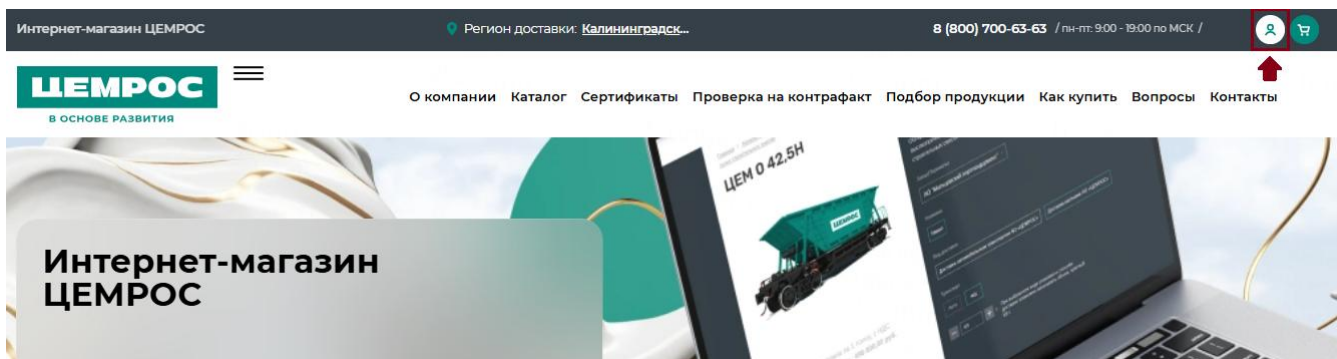 Интернет-магазин ЦЕМРОС
Регион доставки: Калининградск...
8 (800) 700-63-63 / пн-пт: 9:00 - 19:00 по МСК /
ЦЕМРОС
В ОСНОВЕ РАЗВИТИЯ
О компании Каталог Сертификаты Проверка на контрафакт Подбор продукции Как купить Вопросы Контакты
Интернет-магазин
ЦЕМРОС
ЦЕМ 0 42,5Н
ЦЕМРОС